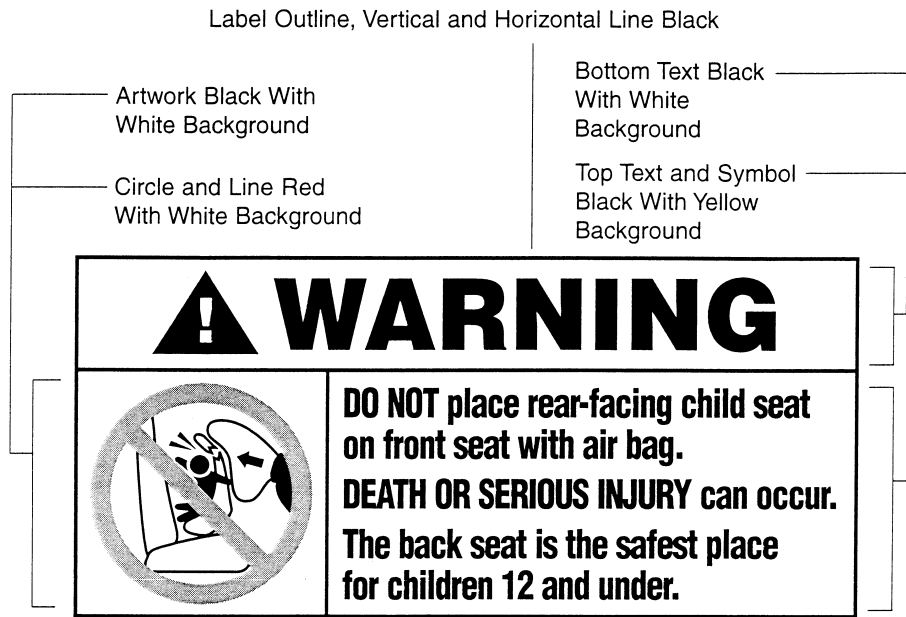 Label Outline, Vertical and Horizontal Line Black
Artwork Black With
White Background
Circle and Line Red
With White Background
Bottom Text Black
With White
Background
Top Text and Symbol
Black With Yellow
Background
! WARNING
DO NOT place rear-facing child seat
on front seat with air bag.
DEATH OR SERIOUS INJURY can occur.
The back seat is the safest place
for children 12 and under.